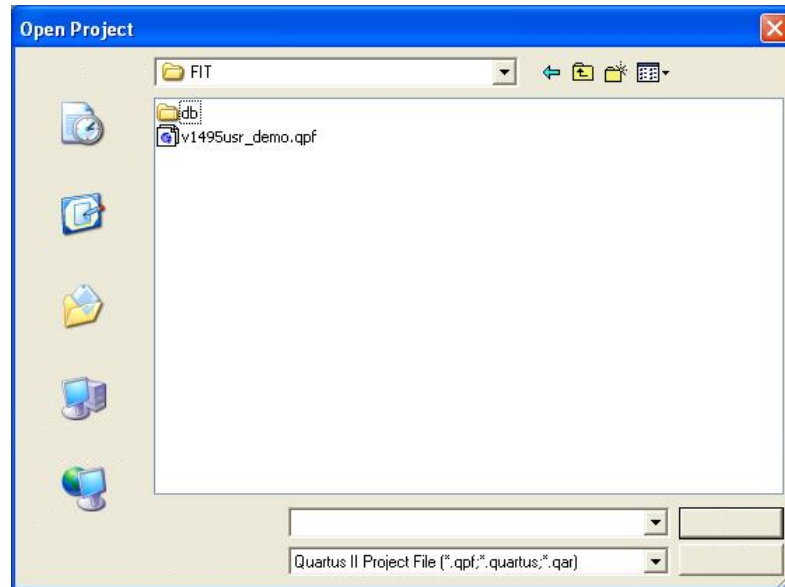 Open Project
FIT
db
v1495usr_demo.qpf
Quartus II Project File (*.qpf;*.quartus;*.qar)